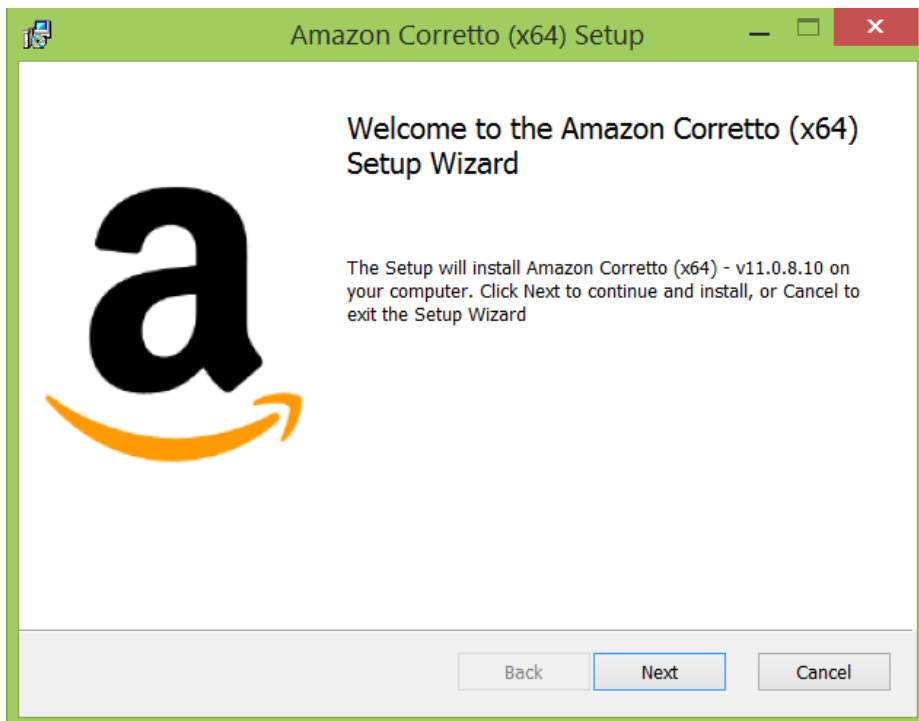 Amazon Corretto (x64) Setup
Welcome to the Amazon Corretto (x64)
Setup Wizard
The Setup will install Amazon Corretto (x64) - v11.0.8.10 on
your computer. Click Next to continue and install, or Cancel to
exit the Setup Wizard
a
Back Next Cancel